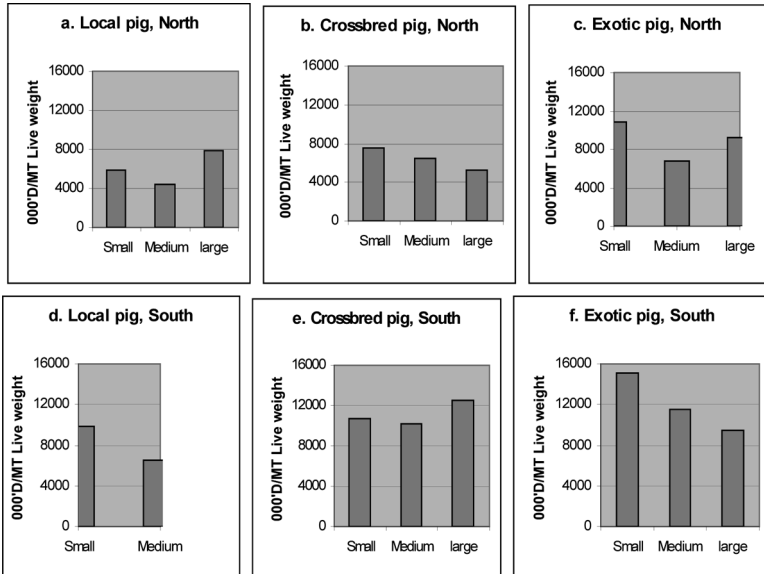 a. Local pig, North
000'D/MT Live weight
16000
12000
8000
4000
0
Small Medium large
b. Crossbred pig, North
000'D/MT Live weight
16000
12000
8000
4000
0
Small Medium large
c. Exotic pig, North
000'D/MT Live weight
16000
12000
8000
4000
0
Small Medium large
d. Local pig, South
000'D/MT Live weight
16000
12000
8000
4000
0
Small Medium
e. Crossbred pig, South
000'D/MT Live weight
16000
12000
8000
4000
0
Small Medium large
f. Exotic pig, South
000'D/MT Live weight
16000
12000
8000
4000
0
Small Medium large